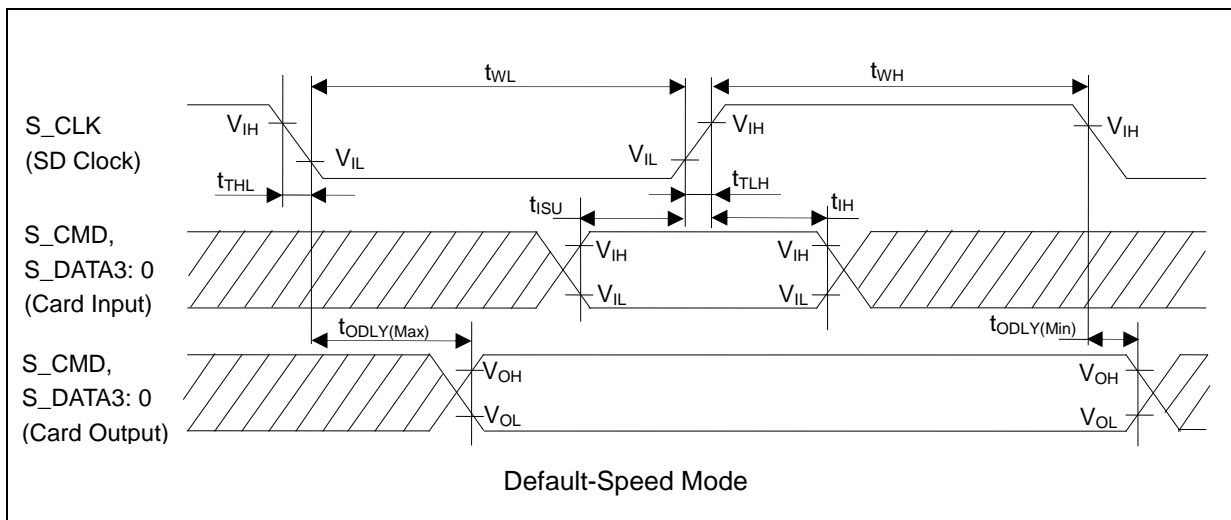 tWL
tWH
S_CLK
(SD Clock)
VIH
VIL
VIL
VIH
VIH
tTHL
tTLH
tISU
tIH
S_CMD,
S_DATA3: 0
(Card Input)
VIH
VIL
VIH
VIL
tODLY(Max)
tODLY(Min)
S_CMD,
S_DATA3: 0
(Card Output)
VOH
VOL
VOH
VOL
Default-Speed Mode